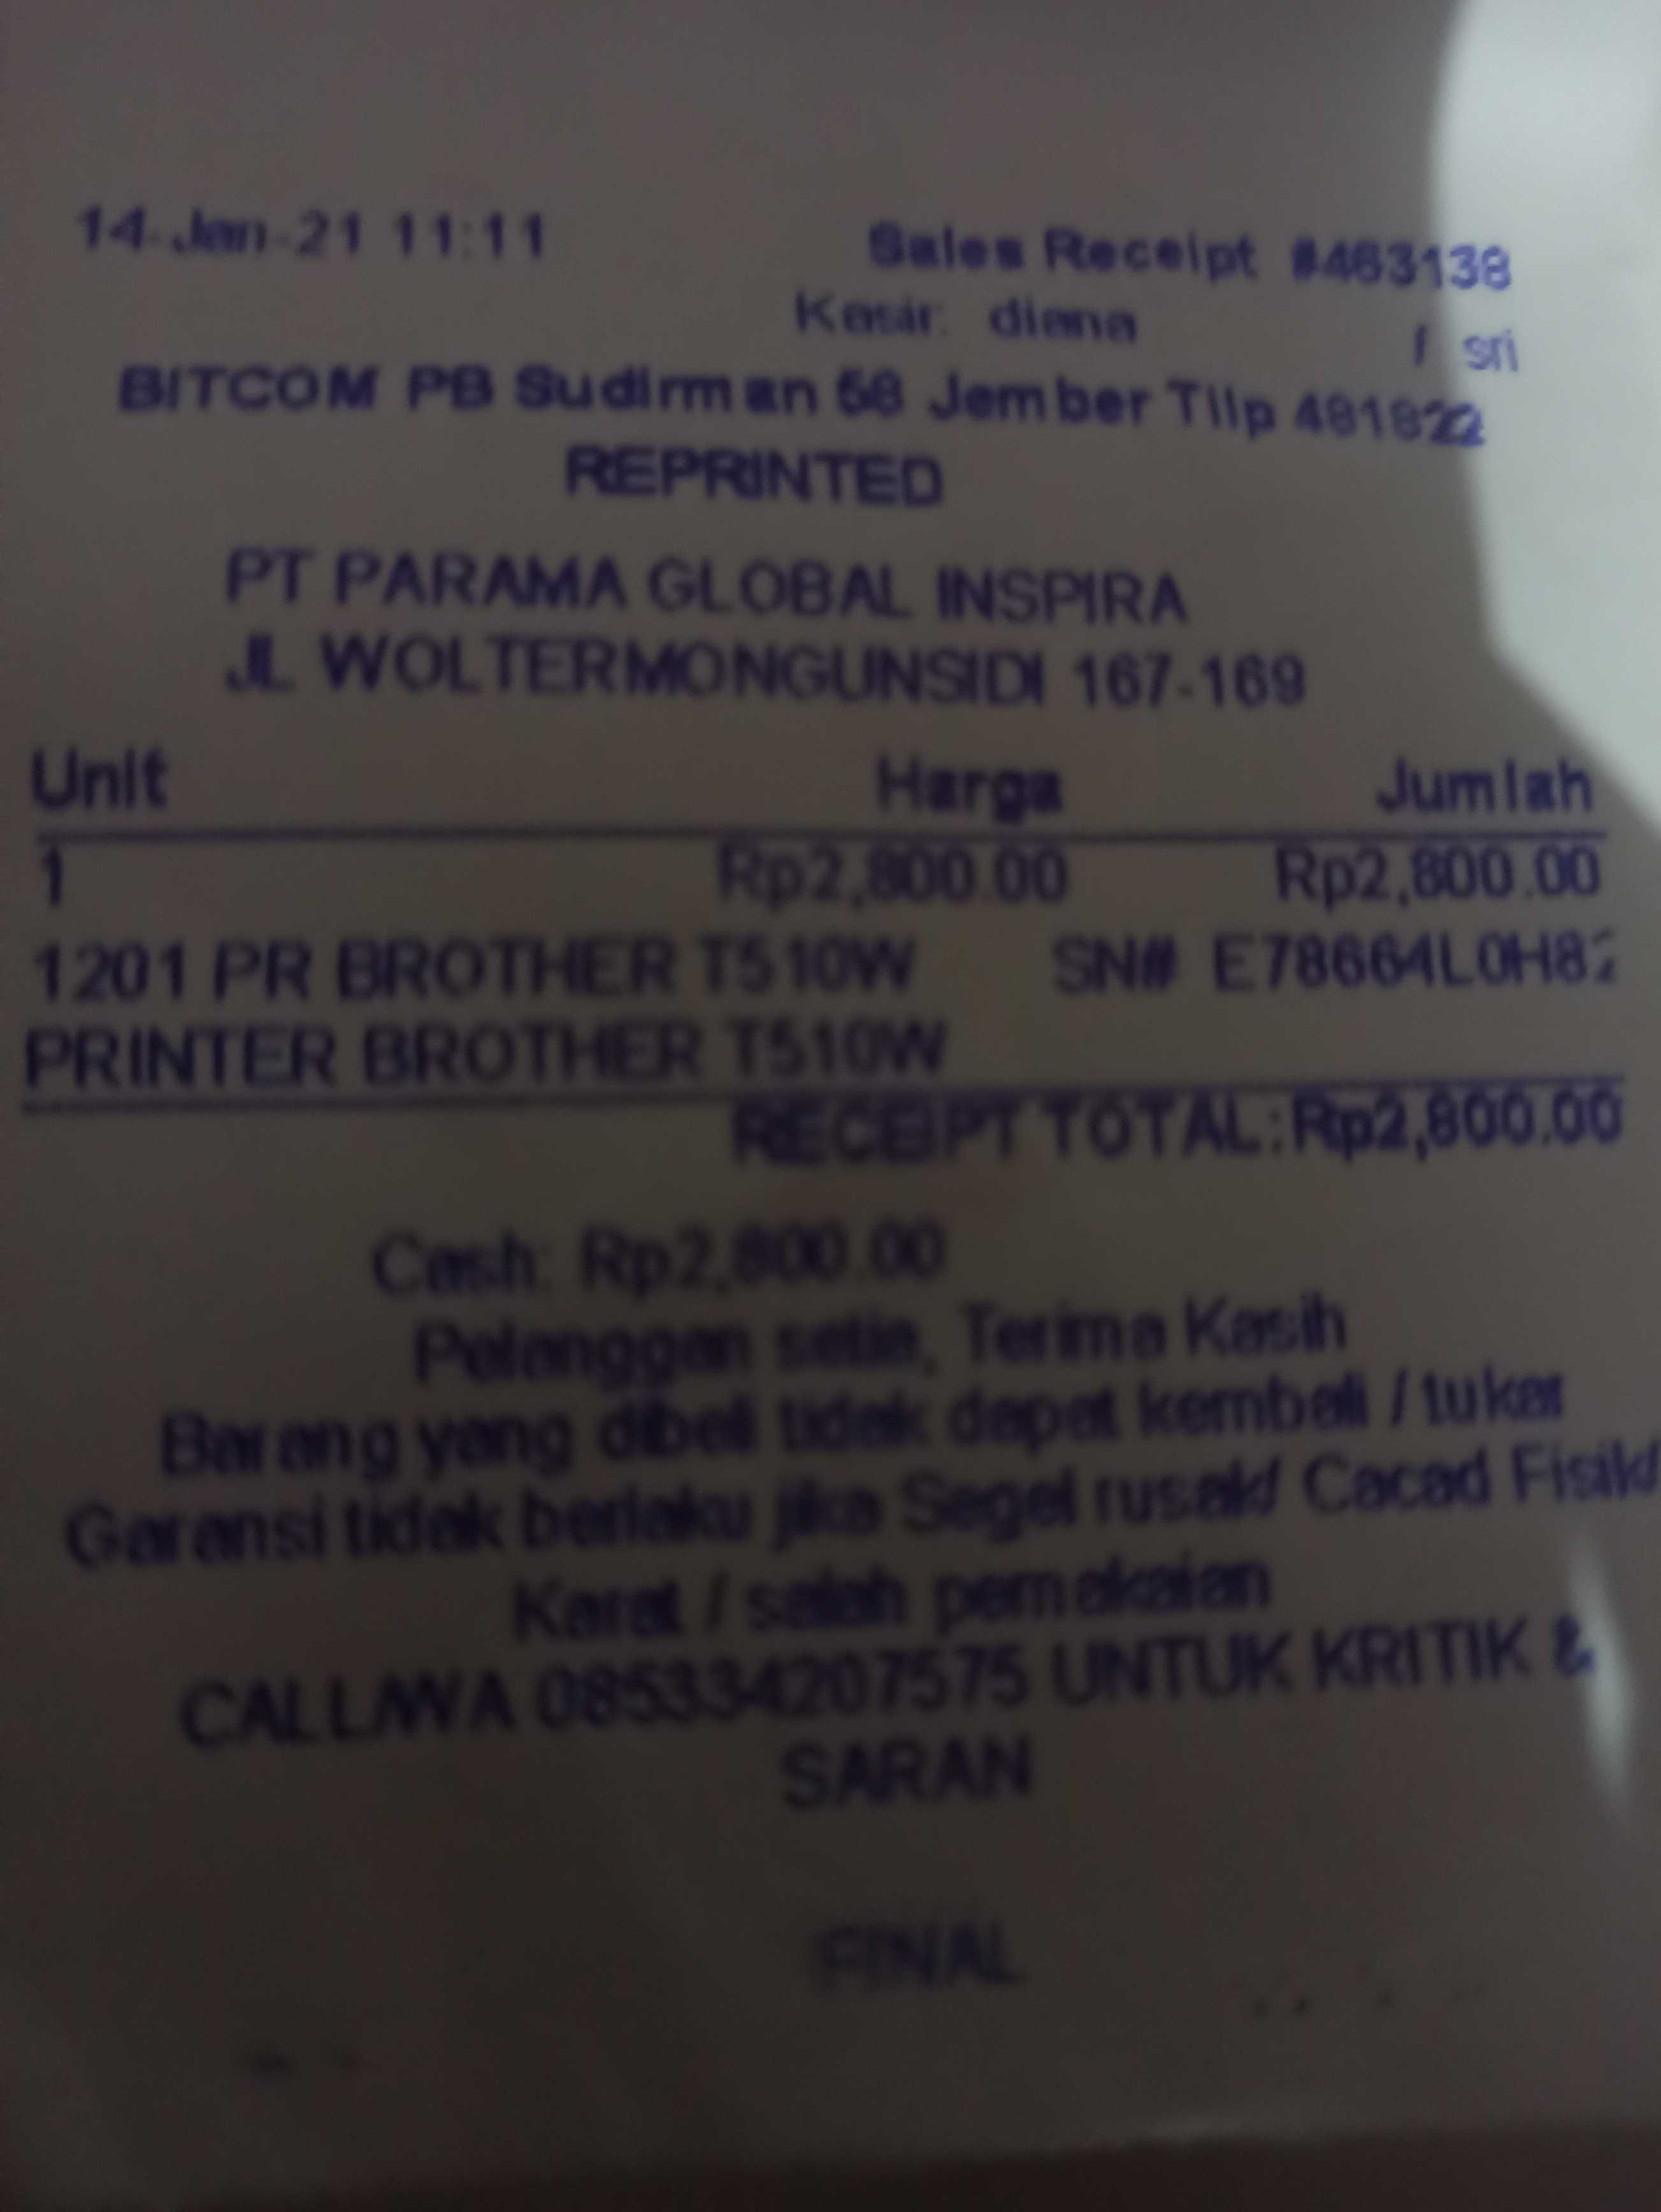 14-Jan-21 11:11 Sales Receipt #463138
Kasir: diana / sri
BITCOM PB Sudirman 58 Jember Tllp 481822
REPRINTED
PT PARAMA GLOBAL INSPIRA
JL WOLTERMONGUNSIDI 167-169
Unit Harga Jumlah
1 Rp2,800.00 Rp2,800.00
1201 PR BROTHER T510W SN# E78664L0H82
PRINTER BROTHER T510W
RECEIPT TOTAL: Rp2,800.00
Cash: Rp2,800.00
Pelanggan setia, Terima Kasih
Barang yang dibeli tidak dapat kembali / tukar
Garansi tidak berlaku jika Segel rusak/ Cacad Fisik/
Karat / salah pemakaian
CALL/WA 085334207575 UNTUK KRITIK &
SARAN
FINAL